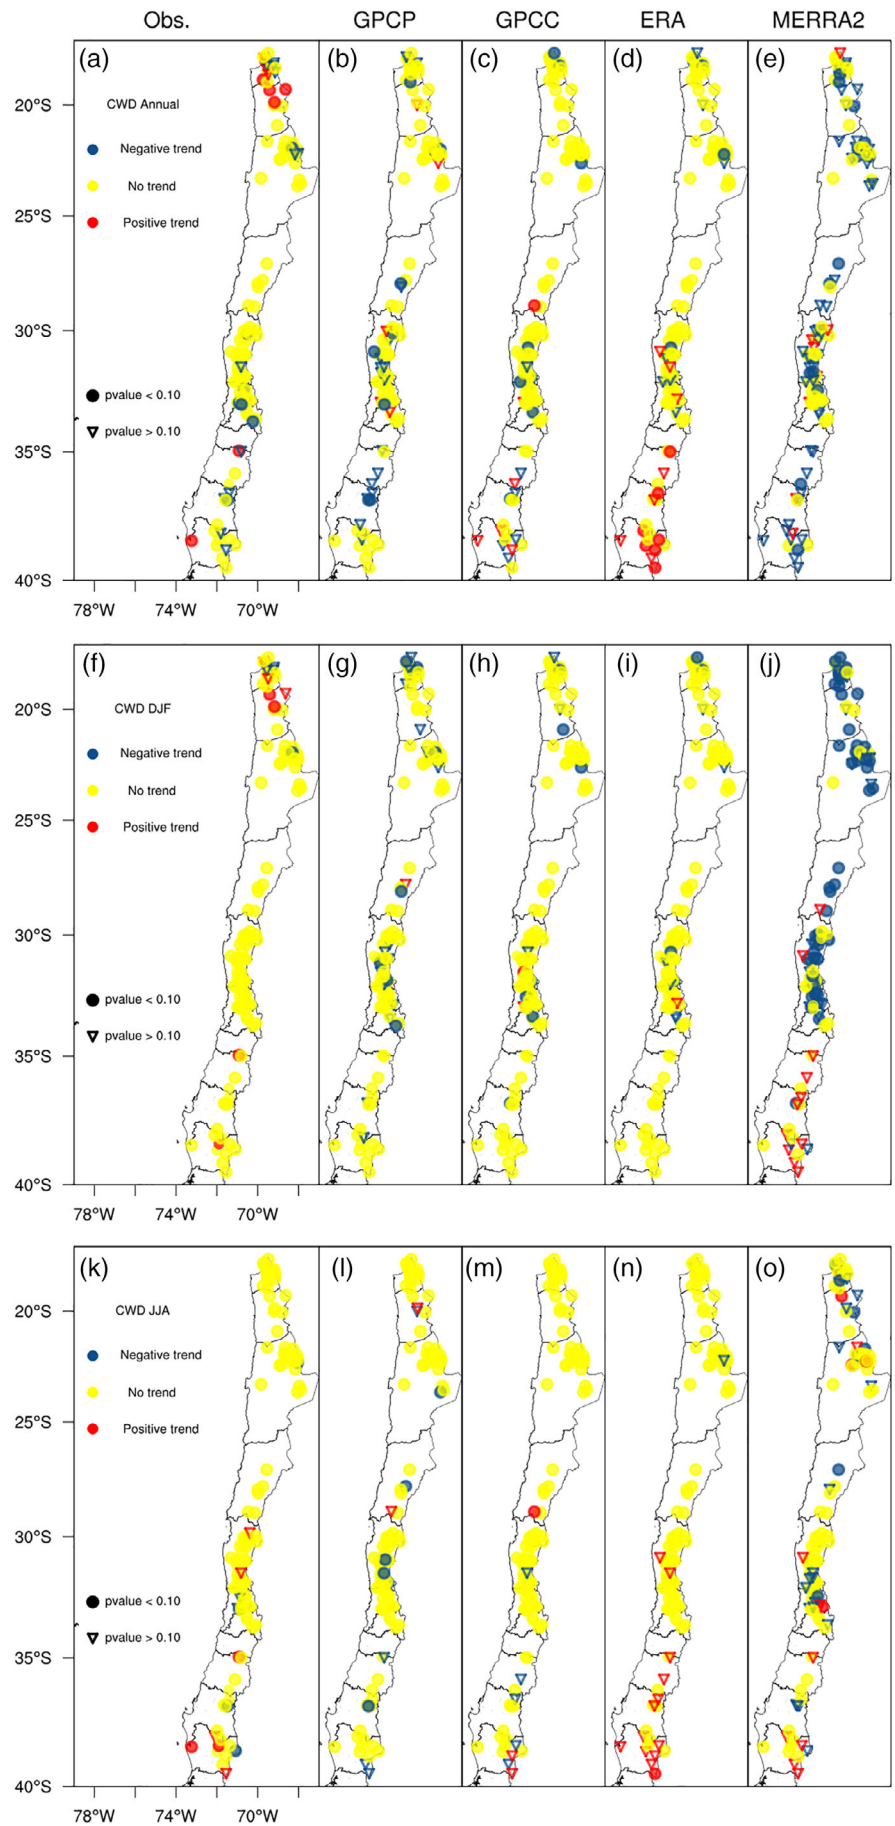 Obs. GPCP GPCC ERA MERRA2
(a) (b) (c) (d) (e)
CWD Annual
20°S
Negative trend
No trend
25°S
Positive trend
30°S
pvalue < 0.10
pvalue > 0.10
35°S
40°S
78°W 74°W 70°W
(f) (g) (h) (i) (j)
CWD DJF
20°S
Negative trend
No trend
25°S
Positive trend
30°S
pvalue < 0.10
pvalue > 0.10
35°S
40°S
78°W 74°W 70°W
(k) (l) (m) (n) (o)
CWD JJA
20°S
Negative trend
No trend
25°S
Positive trend
30°S
pvalue < 0.10
pvalue > 0.10
35°S
40°S
78°W 74°W 70°W